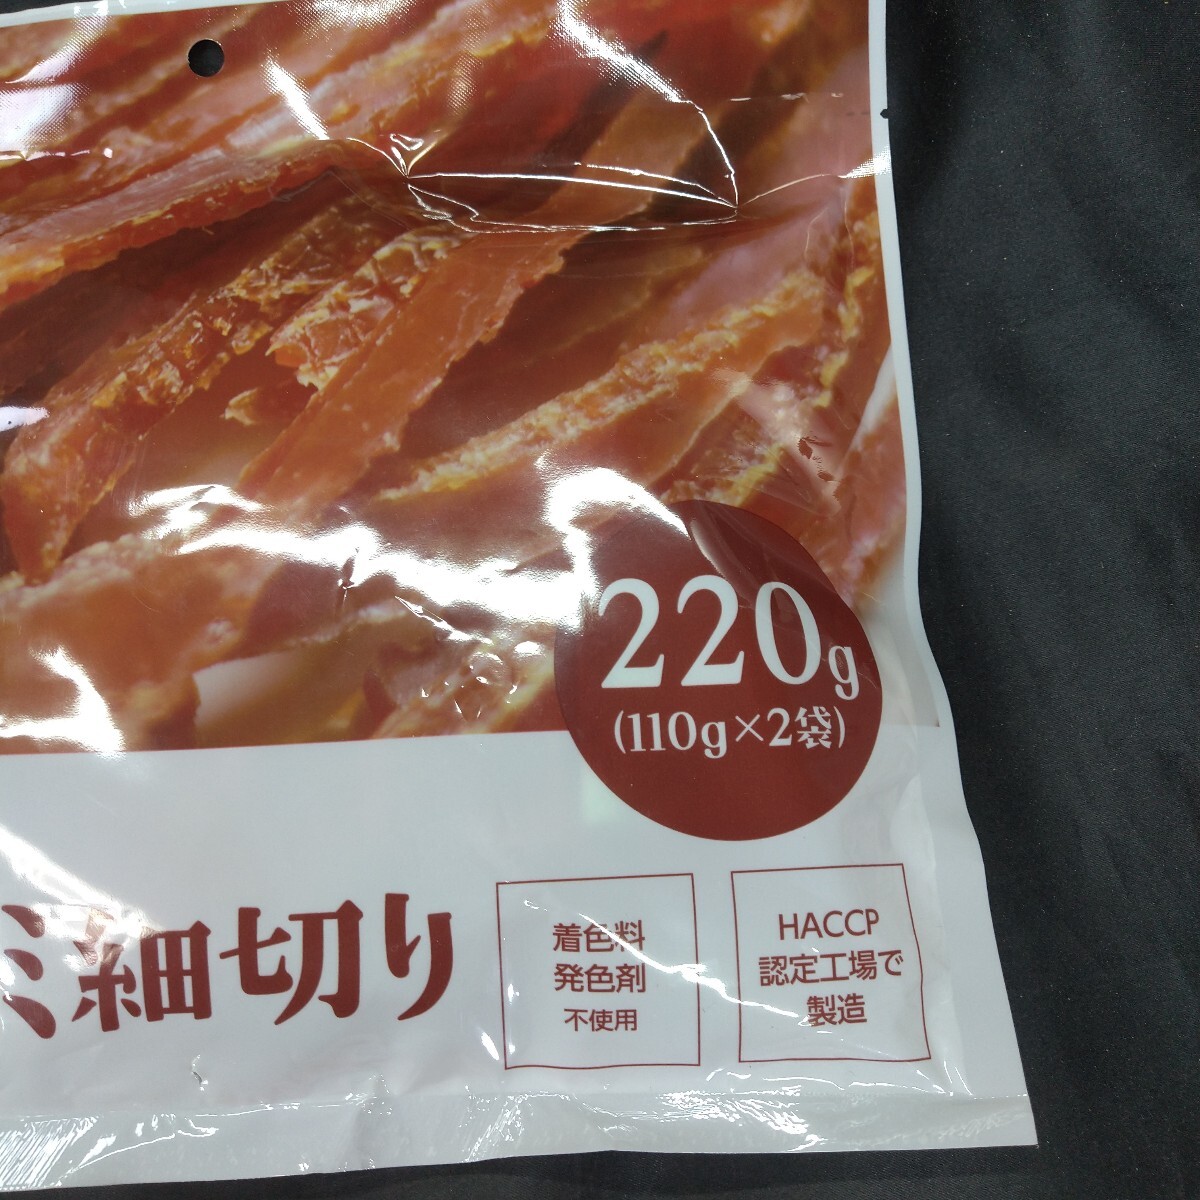 220g
(110g×2袋)
ミ細切り
着色料
発色剤
不使用
HACCP
認定工場で
製造